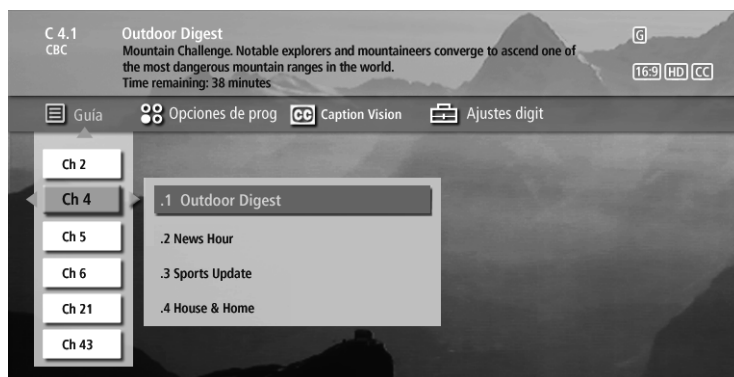 C 4.1
CBC
Outdoor Digest
Mountain Challenge. Notable explorers and mountaineers converge to ascend one of
the most dangerous mountain ranges in the world.
Time remaining: 38 minutes
G
16:9 HD CC
Guía
Opciones de prog
CC Caption Vision
Ajustes digit
Ch 2
Ch 4
Ch 5
Ch 6
Ch 21
Ch 43
.1 Outdoor Digest
.2 News Hour
.3 Sports Update
.4 House & Home